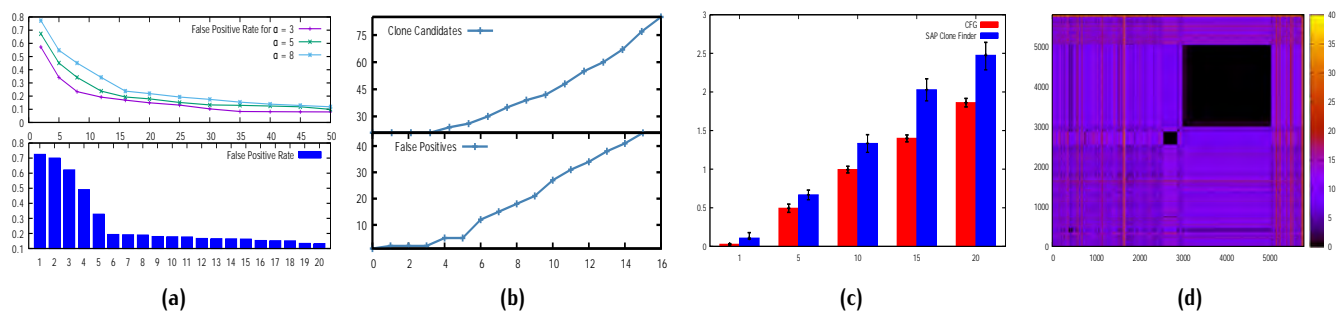 0.8
0.7
0.6
0.5
0.4
0.3
0.2
0.1
0
False Positive Rate for α = 3
α = 5
α = 8
0 5 10 15 20 25 30 35 40 45 50
0.8
0.7
0.6
0.5
0.4
0.3
0.2
0.1
False Positive Rate
1 2 3 4 5 6 7 8 9 10 11 12 13 14 15 16 17 18 19 20
(a)
Clone Candidates
75
60
45
30
False Positives
40
30
20
10
0 2 4 6 8 10 12 14 16
(b)
3
2.5
2
1.5
1
0.5
0
CFG
SAP Clone Finder
1 5 10 15 20
(c)
5000
4000
3000
2000
1000
0
0 1000 2000 3000 4000 5000
40
35
30
25
20
15
10
5
0
(d)